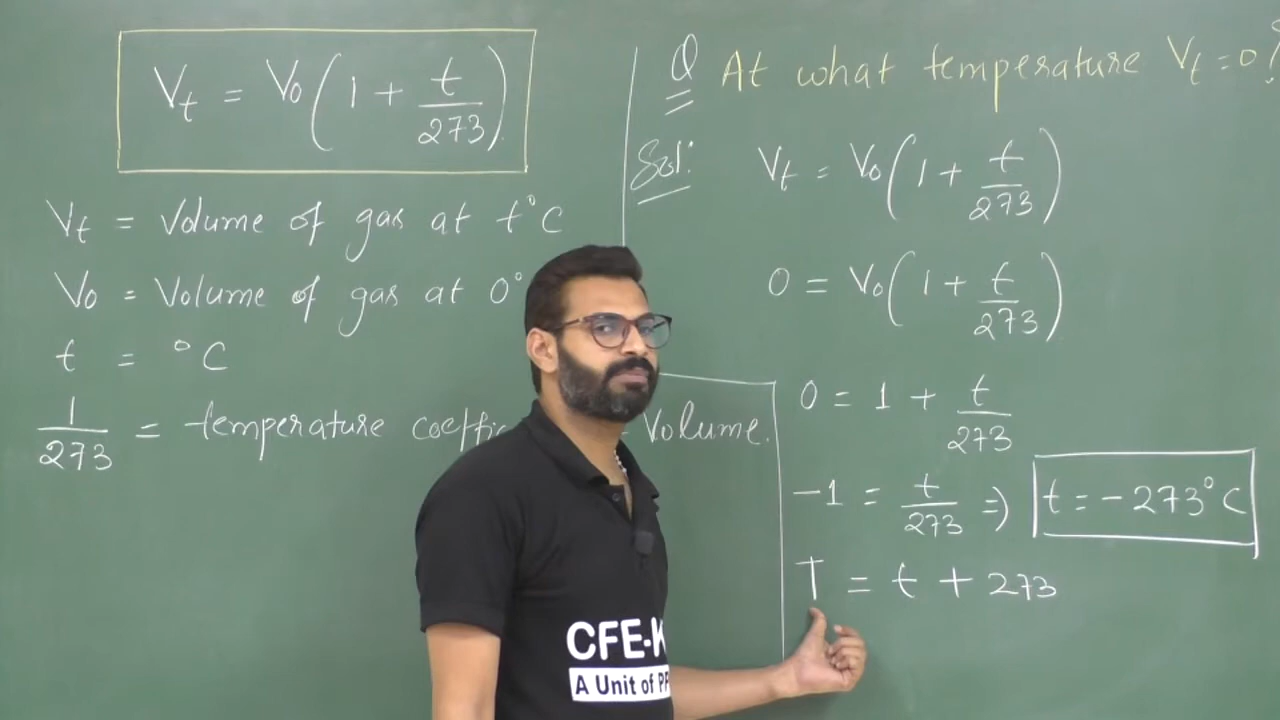 Vt = V0(1 + t/273)
Vt = Volume of gas at t°C
V0 = Volume of gas at 0°
t = °C
1/273 = temperature Volume.
Q At what temperature Vt = 0?
Sol:
Vt = V0(1 + t/273)
0 = V0(1 + t/273)
0 = 1 + t/273
-1 = t/273 ⇒ t = -273°C
T = t + 273
CFE-K
A Unit of